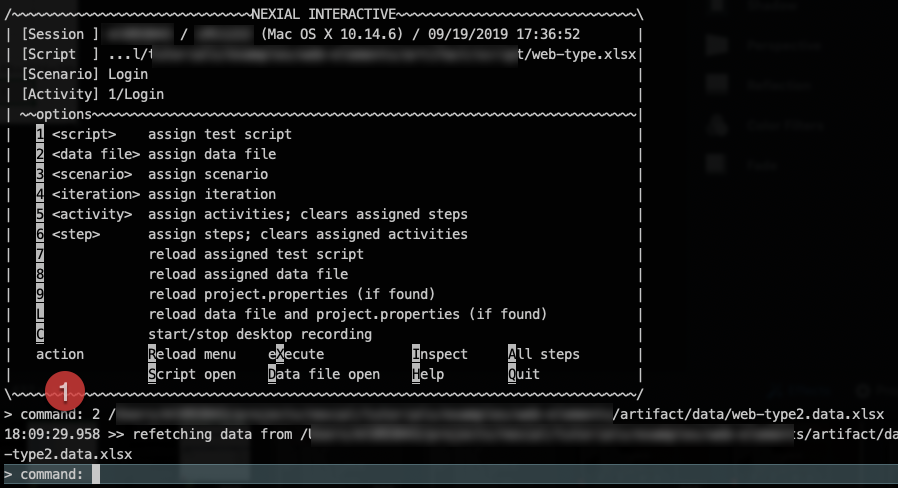 /~~~~~~~~~~~~~~~~~~~~~~~~~~~~~~NEXIAL INTERACTIVE~~~~~~~~~~~~~~~~~~~~~~~~~~~~~~\
| [Session ] / (Mac OS X 10.14.6) / 09/19/2019 17:36:52 |
| [Script ] ...l/t t/web-type.xlsx|
| [Scenario] Login |
| [Activity] 1/Login |
| ~~options~~~~~~~~~~~~~~~~~~~~~~~~~~~~~~~~~~~~~~~~~~~~~~~~~~~~~~~~~~~~~~~~~~~~|
| 1 <script> assign test script |
| 2 <data file> assign data file |
| 3 <scenario> assign scenario |
| 4 <iteration> assign iteration |
| 5 <activity> assign activities; clears assigned steps |
| 6 <step> assign steps; clears assigned activities |
| 7 reload assigned test script |
| 8 reload assigned data file |
| 9 reload project.properties (if found) |
| L reload data file and project.properties (if found) |
| C start/stop desktop recording |
| action Reload menu eXecute Inspect All steps |
| Script open Data file open Help Quit |
\~~~~~~~~~~~~~~~~~~~~~~~~~~~~~~~~~~~~~~~~~~~~~~~~~~~~~~~~~~~~~~~~~~~~~~~~~~~~~~/
1
> command: 2 / /artifact/data/web-type2.data.xlsx
18:09:29.958 >> refetching data from / s/artifact/da
-type2.data.xlsx
> command: